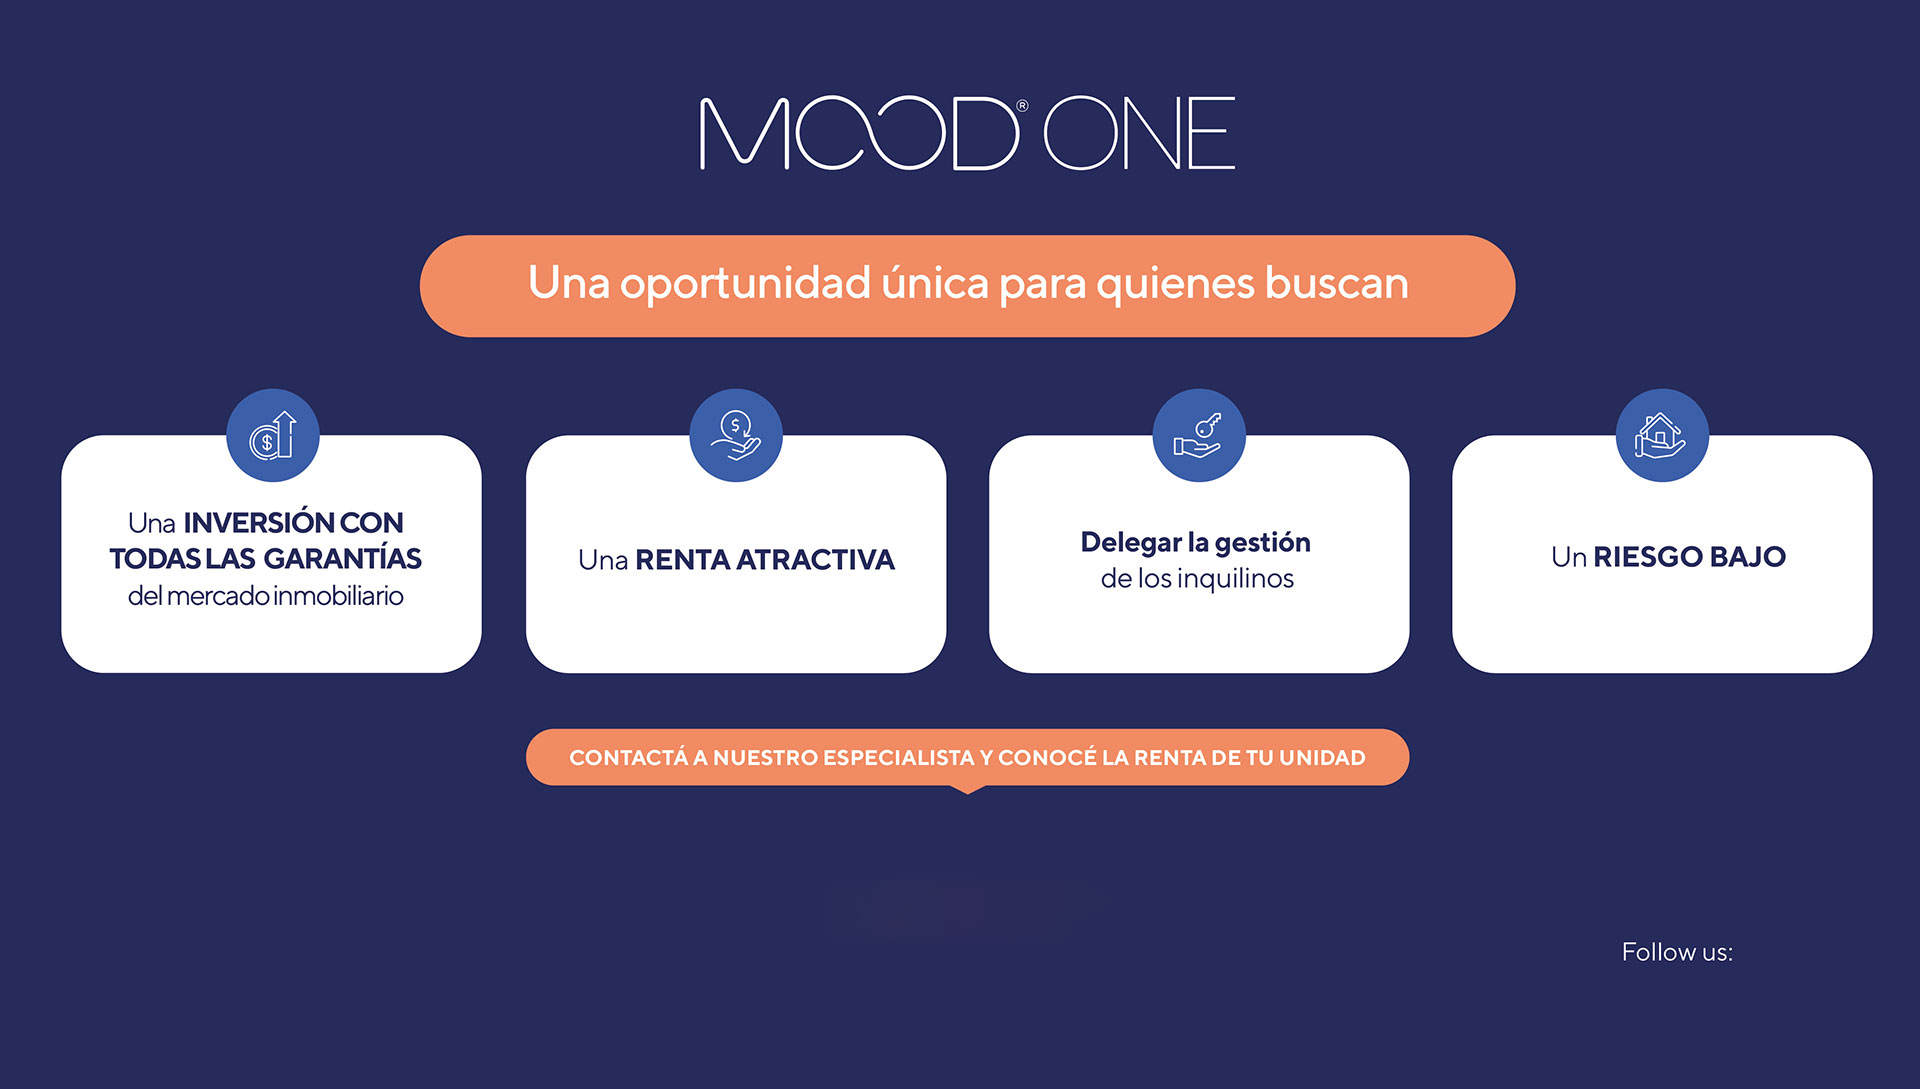 MOOD® ONE
Una oportunidad única para quienes buscan
Una INVERSIÓN CON
TODAS LAS GARANTÍAS
del mercado inmobiliario
Una RENTA ATRACTIVA
Delegar la gestión
de los inquilinos
Un RIESGO BAJO
CONTACTÁ A NUESTRO ESPECIALISTA Y CONOCÉ LA RENTA DE TU UNIDAD
Follow us: